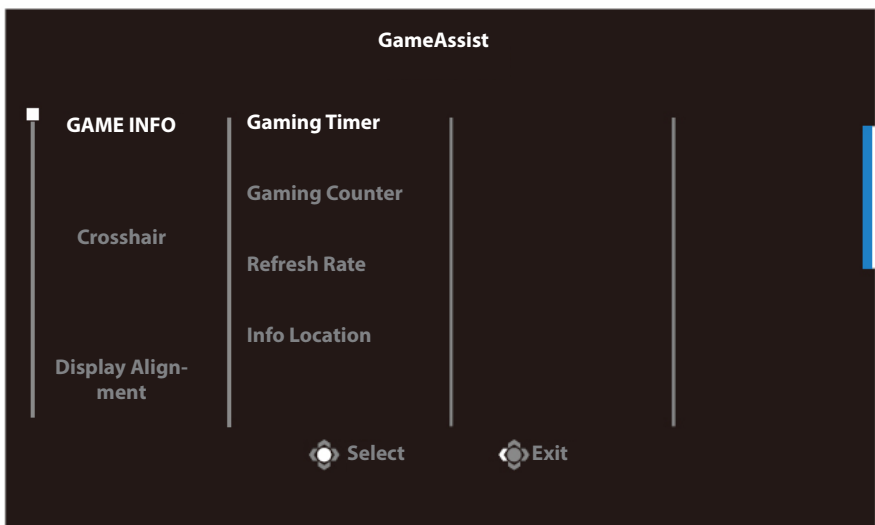 GameAssist
GAME INFO
Crosshair
Display Align-
ment
Gaming Timer
Gaming Counter
Refresh Rate
Info Location
Select
Exit